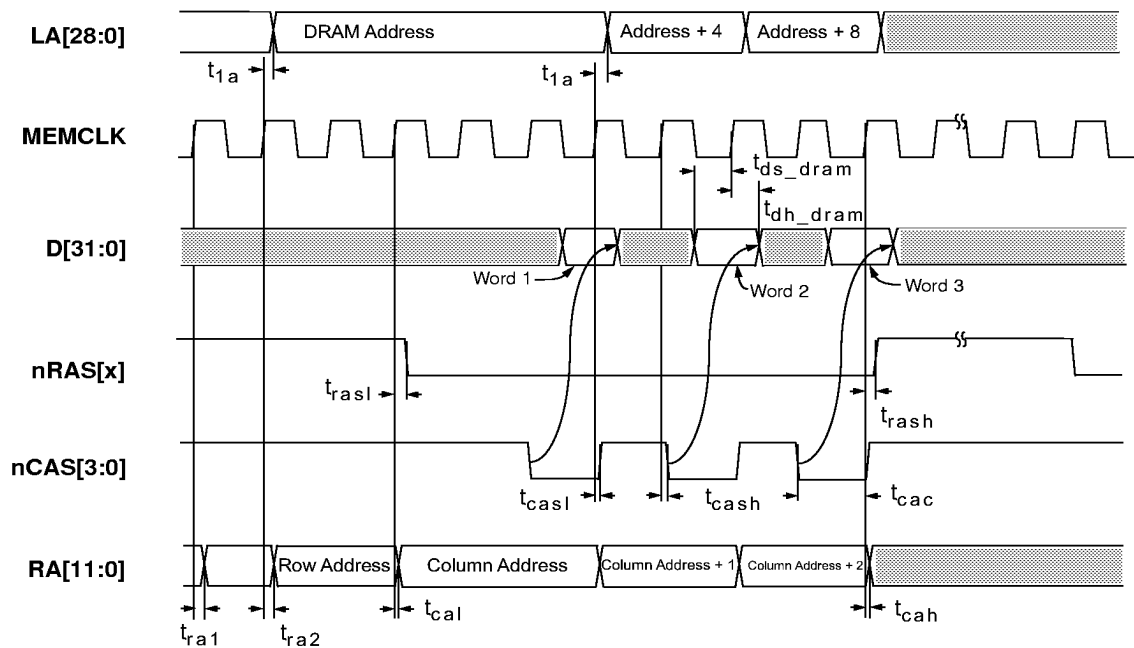 LA[28:0] DRAM Address Address + 4 Address + 8
t1a t1a
MEMCLK
tds_dram
tdh_dram
D[31:0]
Word 1 Word 2 Word 3
nRAS[x]
trasl trash
nCAS[3:0]
tcasl tcash tcac
RA[11:0] Row Address Column Address Column Address + 1 Column Address + 2
tra1 tra2 tcal tcah